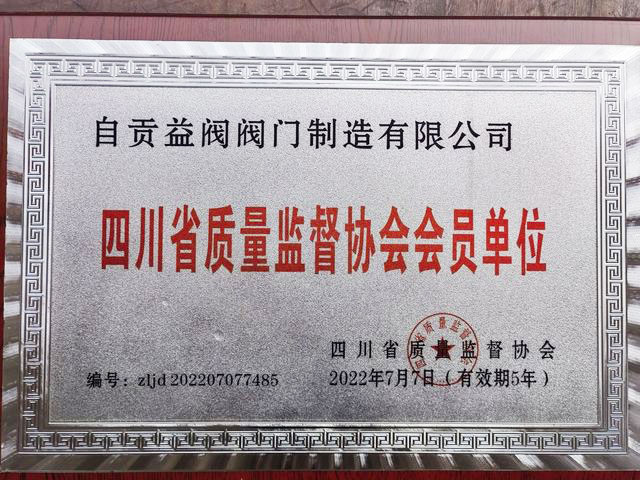 自贡益阀阀门制造有限公司
四川省质量监督协会会员单位
四川省质量监督协会
编号：zljd 202207077485
2022年7月7日（有效期5年）